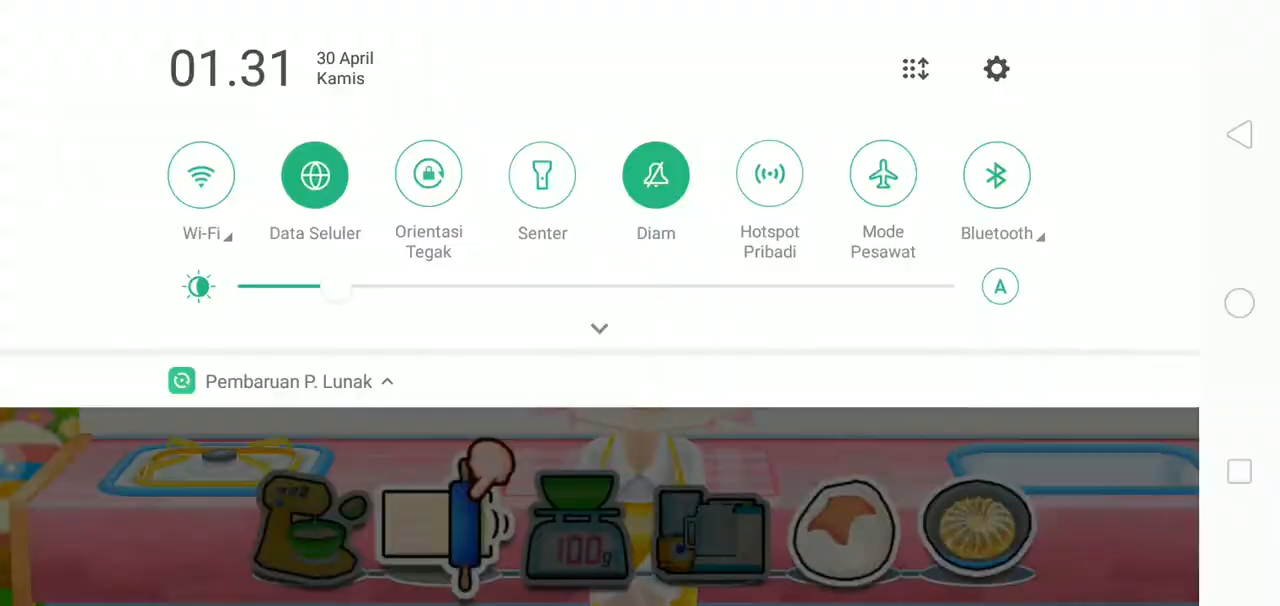 01.31
30 April
Kamis
Wi-Fi
Data Seluler
Orientasi
Tegak
Senter
Diam
Hotspot
Pribadi
Mode
Pesawat
Bluetooth
A
Pembaruan P. Lunak
100g